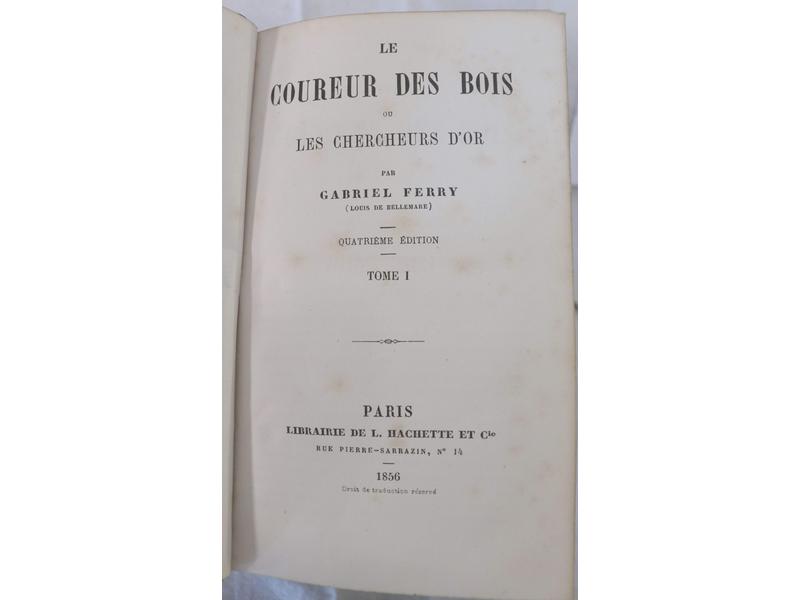 LE
COUREUR DES BOIS
OU
LES CHERCHEURS D'OR
PAR
GABRIEL FERRY
(LOUIS DE BELLEMARE)
QUATRIÈME ÉDITION
TOME I
PARIS
LIBRAIRIE DE L. HACHETTE ET Cie
RUE PIERRE-SARRAZIN, N° 14
1856
Droit de traduction réservé